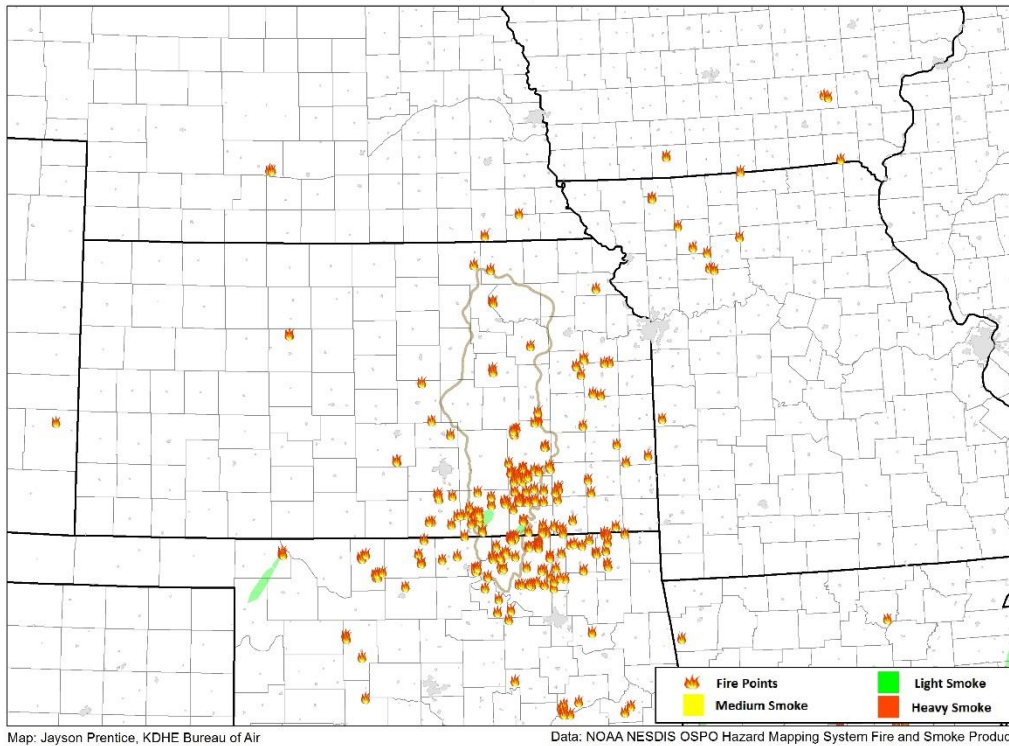 Fire Points
Light Smoke
Medium Smoke
Heavy Smoke
Map: Jayson Prentice, KDHE Bureau of Air
Data: NOAA NESDIS OSPO Hazard Mapping System Fire and Smoke Produc